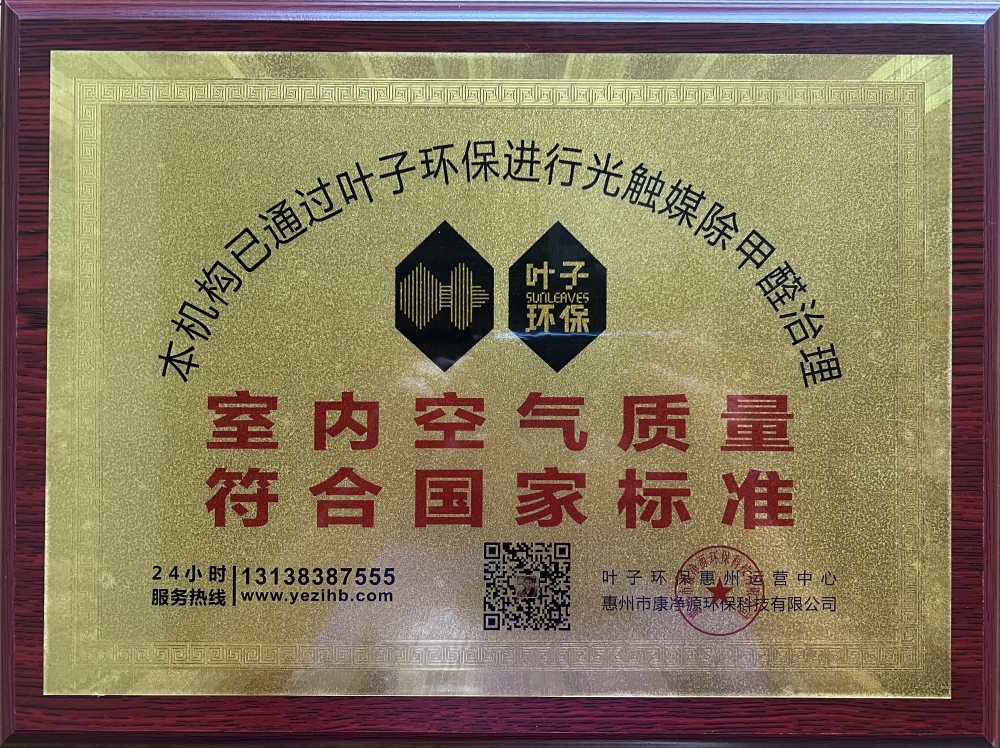 本机构已通过叶子环保进行光触媒除甲醛治理
叶子
SUNLEAVES
环保
室内空气质量
符合国家标准
24小时
服务热线
13138387555
www.yezihb.com
叶子环保惠州运营中心
惠州市康净源环保科技有限公司